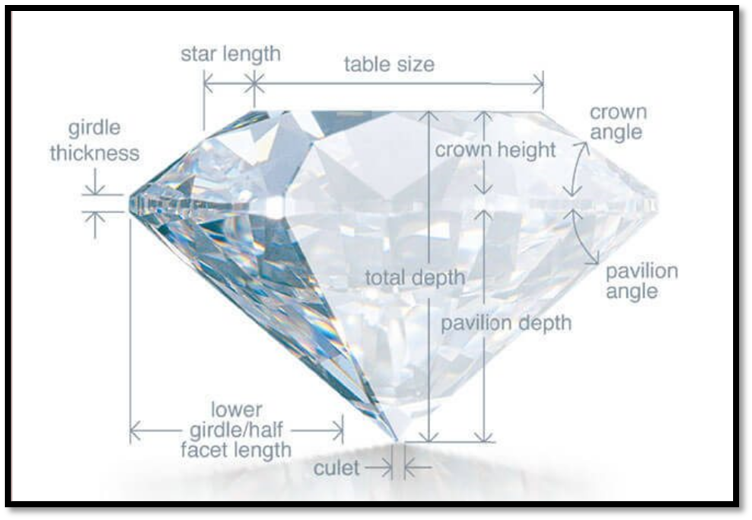 star length
table size
girdle
thickness
crown
angle
crown height
total depth
pavilion
angle
pavilion depth
lower
girdle/half
facet length
culet